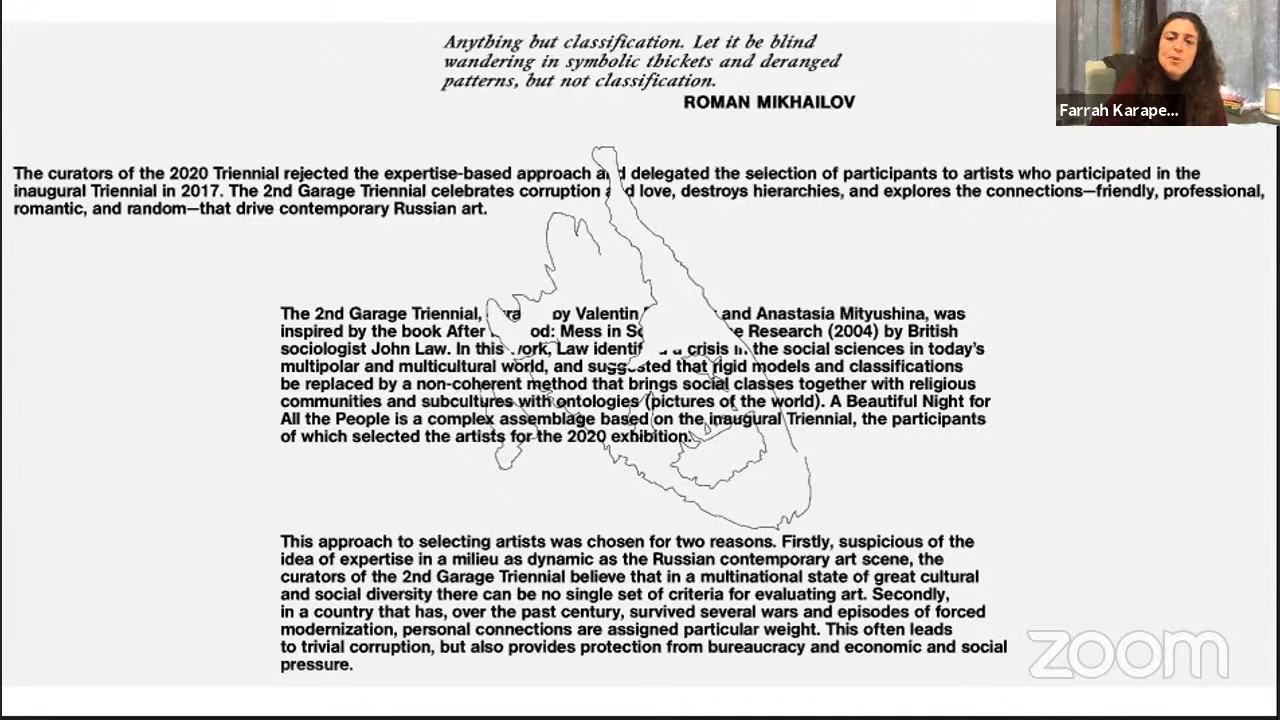 Anything but classification. Let it be blind
wandering in symbolic thickets and deranged
patterns, but not classification.
ROMAN MIKHAILOV
Farrah Karape...
The curators of the 2020 Triennial rejected the expertise-based approach and delegated the selection of participants to artists who participated in the
inaugural Triennial in 2017. The 2nd Garage Triennial celebrates corruption and love, destroys hierarchies, and explores the connections—friendly, professional,
romantic, and random—that drive contemporary Russian art.
The 2nd Garage Triennial, by Valentin and Anastasia Mityushina, was
inspired by the book After Mess in Research (2004) by British
sociologist John Law. In this work, Law identified a crisis in the social sciences in today's
multipolar and multicultural world, and suggested that rigid models and classifications
be replaced by a non-coherent method that brings social classes together with religious
communities and subcultures with ontologies (pictures of the world). A Beautiful Night for
All the People is a complex assemblage based on the inaugural Triennial, the participants
of which selected the artists for the 2020 exhibition.
This approach to selecting artists was chosen for two reasons. Firstly, suspicious of the
idea of expertise in a milieu as dynamic as the Russian contemporary art scene, the
curators of the 2nd Garage Triennial believe that in a multinational state of great cultural
and social diversity there can be no single set of criteria for evaluating art. Secondly,
in a country that has, over the past century, survived several wars and episodes of forced
modernization, personal connections are assigned particular weight. This often leads
to trivial corruption, but also provides protection from bureaucracy and economic and social
pressure.
zoom